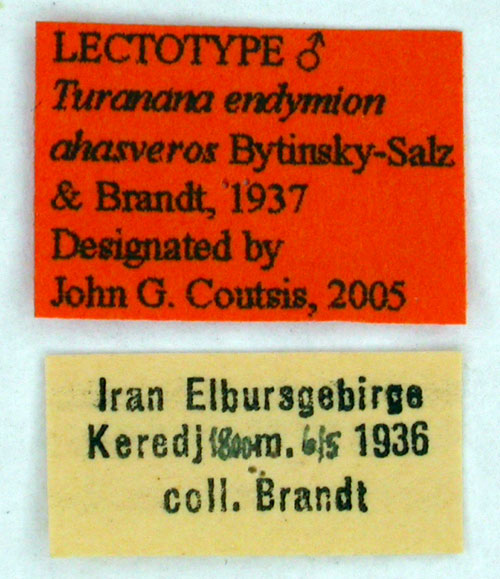 LECTOTYPE ♂
Turanana endymion
ahasveros Bytinsky-Salz
& Brandt, 1937
Designated by
John G. Coutsis, 2005
Iran Elbursgebirge
Keredj 1800m. 6/5 1936
coll. Brandt